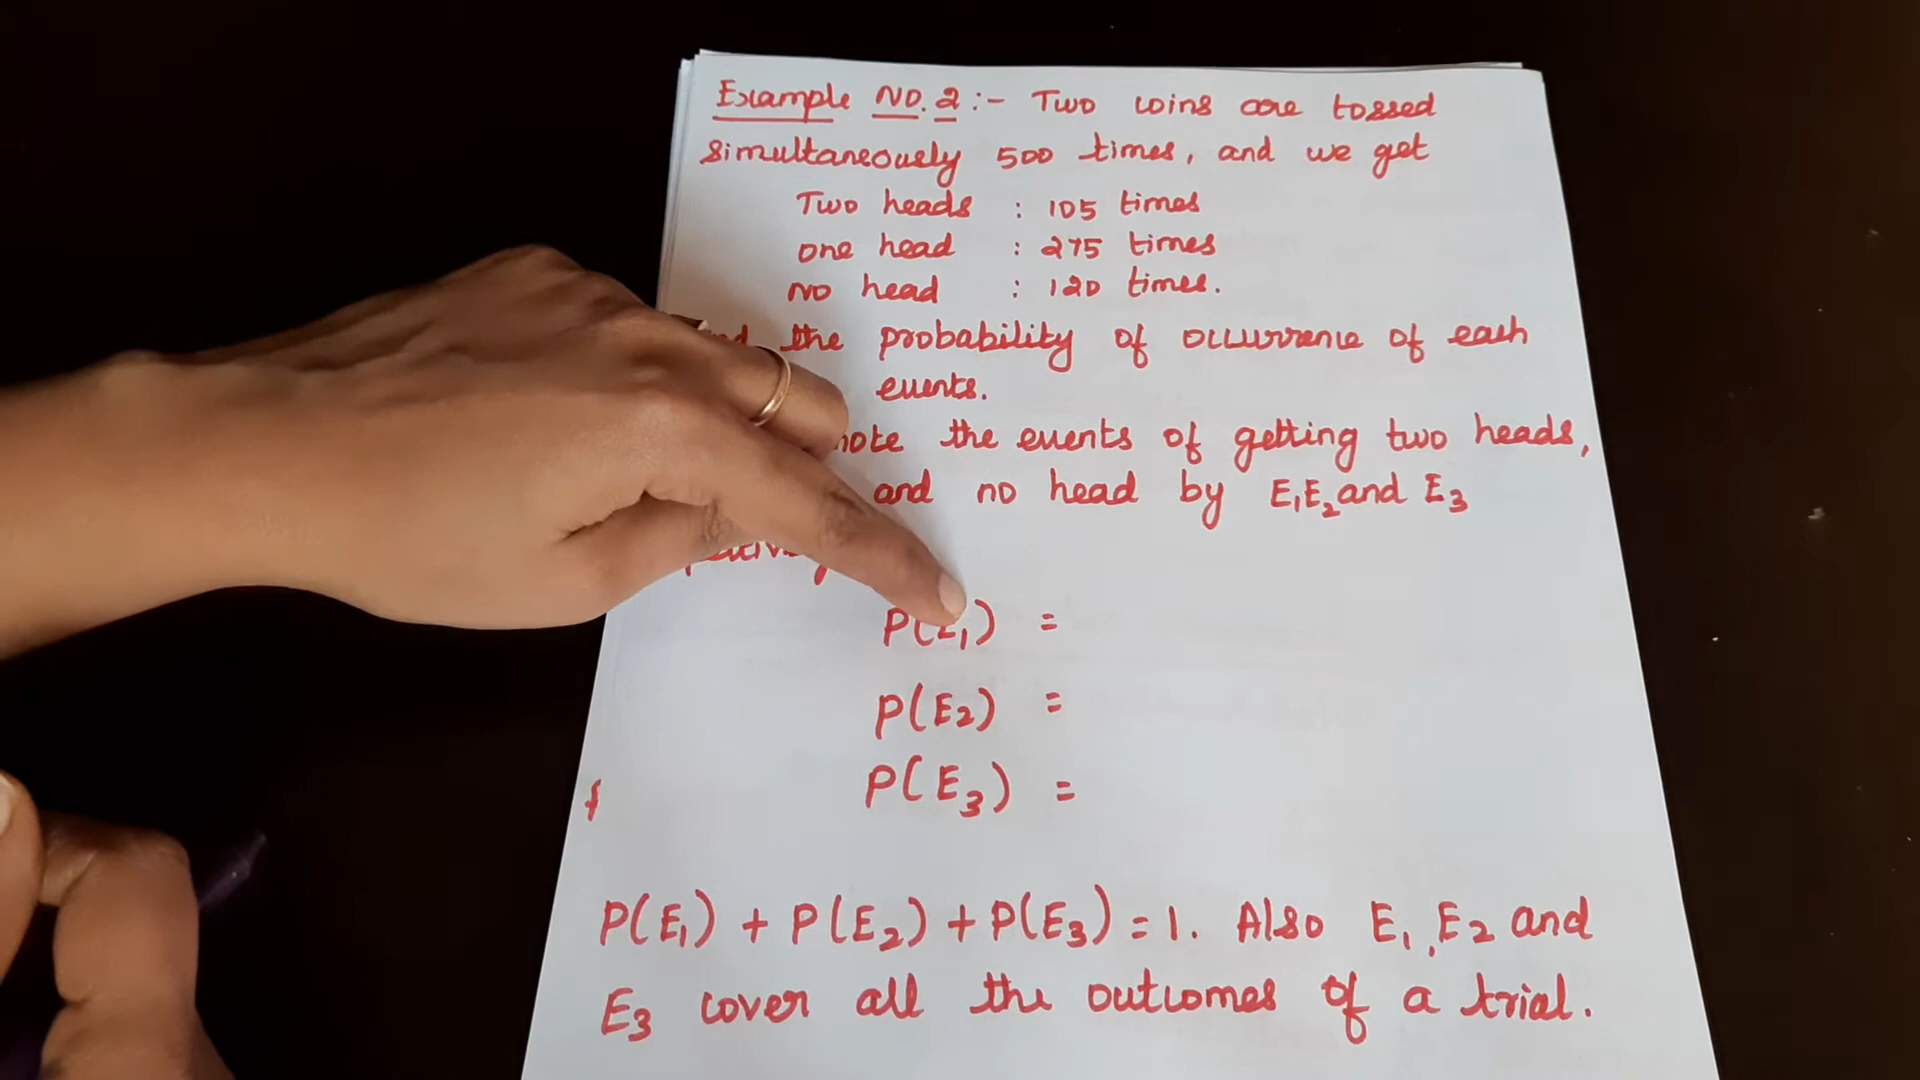 Example NO. 2 :- Two coins are tossed
simultaneously 500 times, and we get
Two heads : 105 times
one head : 275 times
NO head : 120 times.
the probability of occurrence of each
events.
the events of getting two heads,
and no head by E1E2 and E3
P(E1) =
P(E2) =
P(E3) =
P(E1) + P(E2) + P(E3) = 1. Also E1, E2 and
E3 cover all the outcomes of a trial.